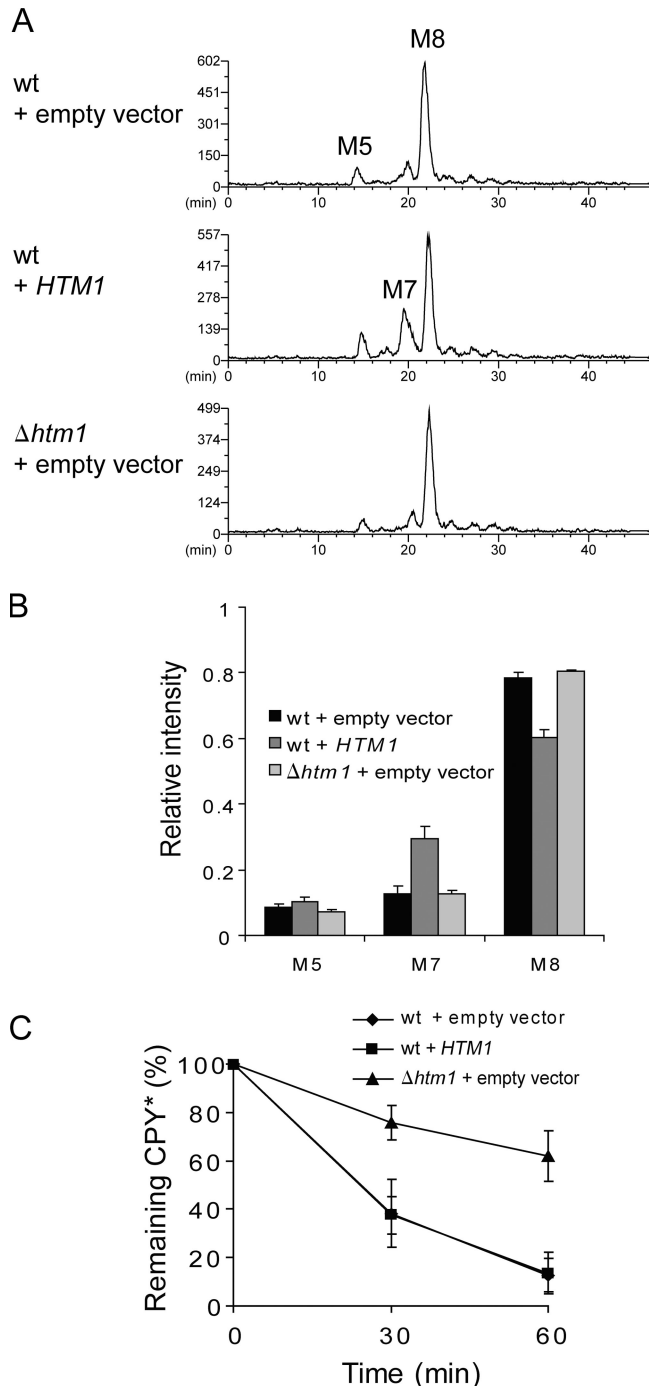 A
M8
wt
+ empty vector
M5
602
451
301
150
0
(min)
0 10 20 30 40
wt
+ HTM1
M7
557
417
278
139
0
(min)
0 10 20 30 40
Δhtm1
+ empty vector
499
374
249
124
0
(min)
0 10 20 30 40
B
Relative intensity
1
0.8
0.6
0.4
0.2
0
wt + empty vector
wt + HTM1
Δhtm1 + empty vector
M5 M7 M8
C
wt + empty vector
wt + HTM1
Δhtm1 + empty vector
Remaining CPY* (%)
100
80
60
40
20
0
0 30 60
Time (min)